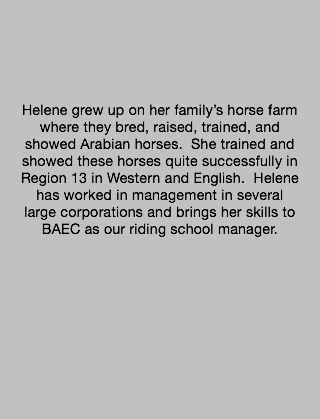 Helene grew up on her family’s horse farm
where they bred, raised, trained, and
showed Arabian horses.  She trained and
showed these horses quite successfully in
Region 13 in Western and English.  Helene
has worked in management in several
large corporations and brings her skills to
BAEC as our riding school manager.